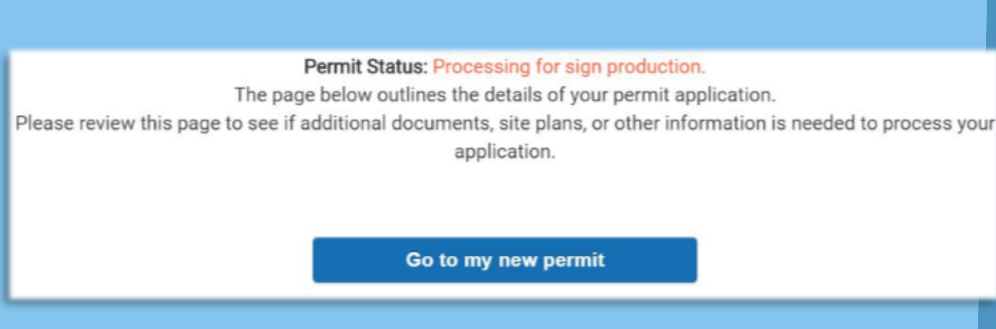 Permit Status: Processing for sign production.
The page below outlines the details of your permit application.
Please review this page to see if additional documents, site plans, or other information is needed to process your
application.
Go to my new permit